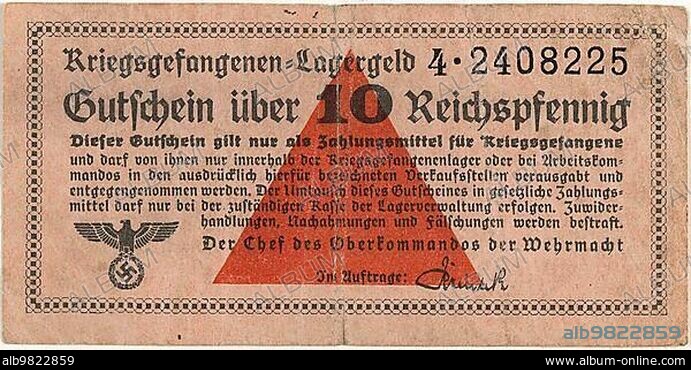 Kriegsgefangenen=Lagergeld 4·2408225
Gutschein über 10 Reichspfennig
Dieser Gutschein gilt nur als Zahlungsmittel für Kriegsgefangene
und darf von ihnen nur innerhalb der Kriegsgefangenenlager oder bei Arbeitskom-
mandos in den ausdrücklich hierfür bezeichneten Verkaufsstellen verausgabt und
entgegengenommen werden. Der Umtausch dieses Gutscheines in gesetzliche Zahlungs-
mittel darf nur bei der zuständigen Kasse der Lagerverwaltung erfolgen. Zuwider-
handlungen, Nachahmungen und Fälschungen werden bestraft.
Der Chef des Oberkommandos der Wehrmacht
Im Auftrage:
alb9822859
alb9822859 www.album-online.com